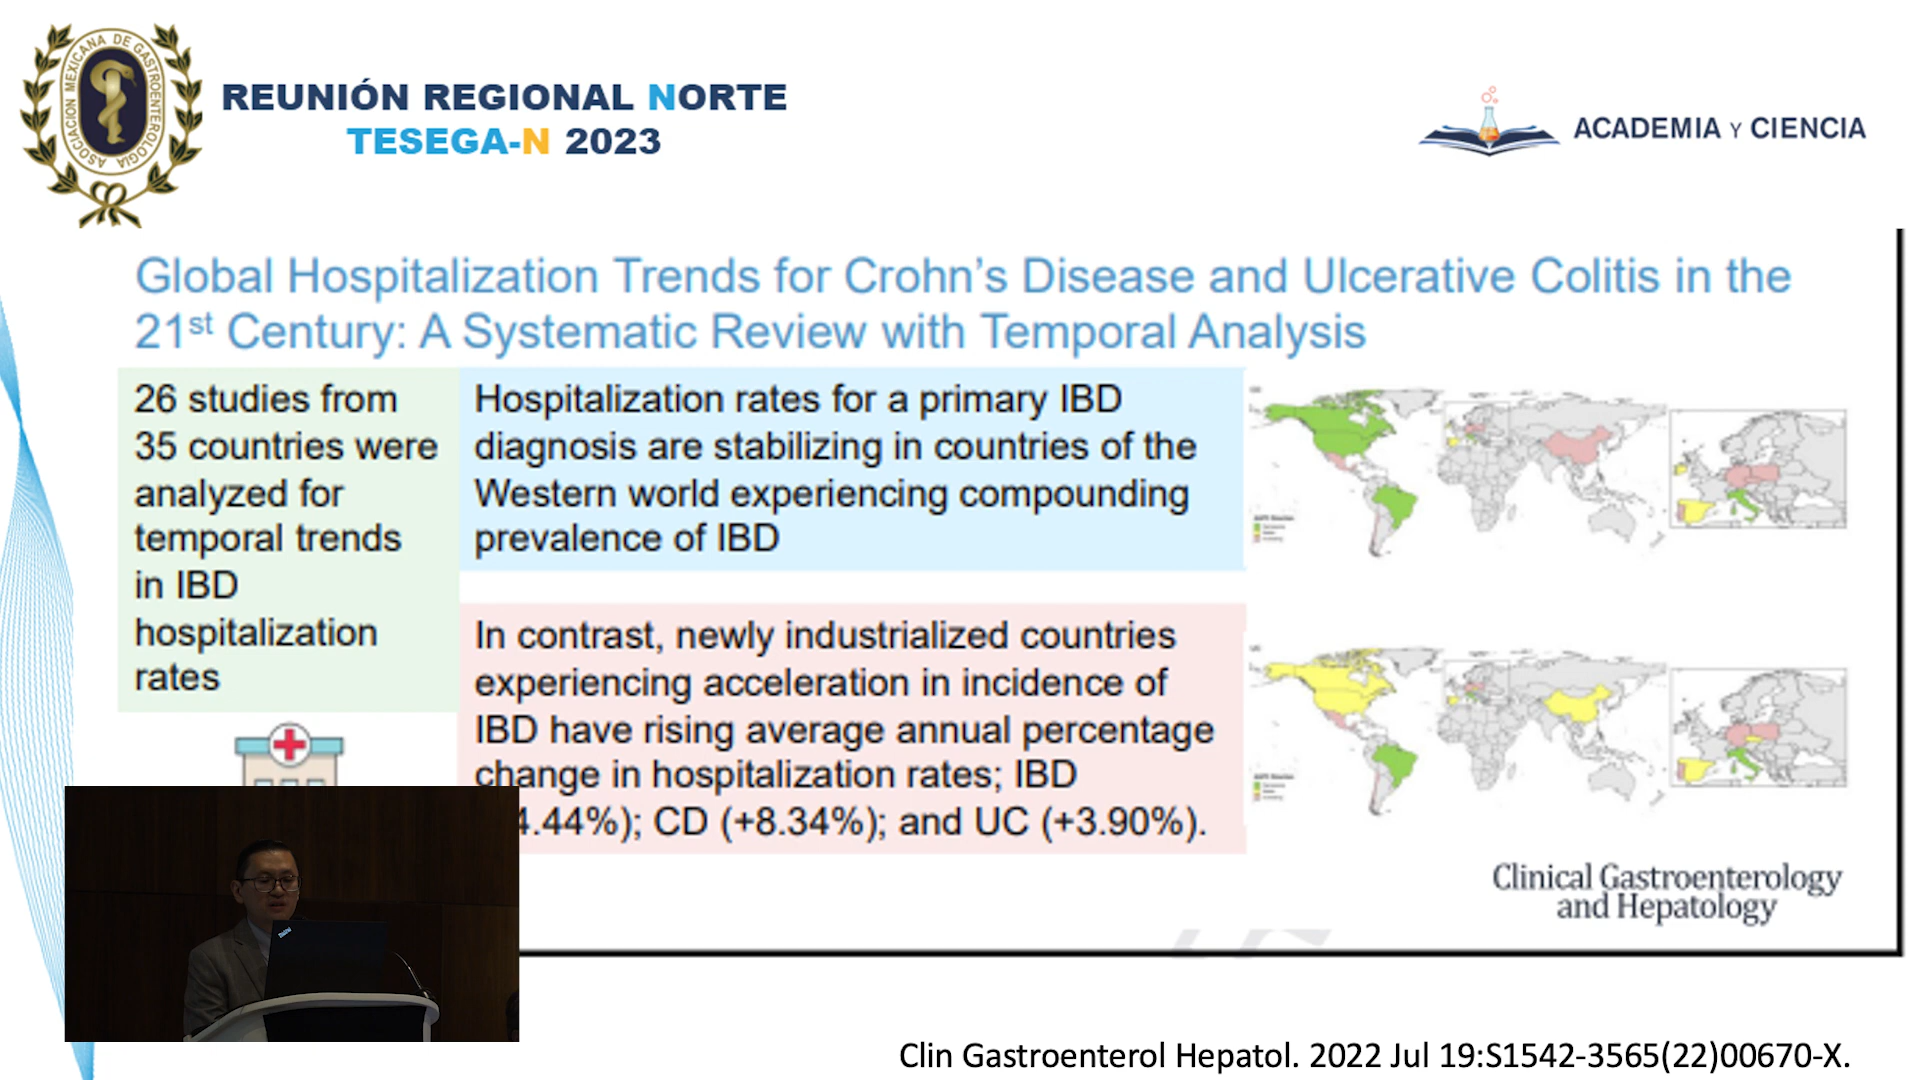 ASOCIACION MEXICANA DE GASTROENTEROLOGIA
REUNIÓN REGIONAL NORTE
TESEGA-N 2023
ACADEMIA Y CIENCIA
Global Hospitalization Trends for Crohn's Disease and Ulcerative Colitis in the
21st Century: A Systematic Review with Temporal Analysis
26 studies from
35 countries were
analyzed for
temporal trends
in IBD
hospitalization
rates
Hospitalization rates for a primary IBD
diagnosis are stabilizing in countries of the
Western world experiencing compounding
prevalence of IBD
In contrast, newly industrialized countries
experiencing acceleration in incidence of
IBD have rising average annual percentage
change in hospitalization rates; IBD
4.44%); CD (+8.34%); and UC (+3.90%).
Clinical Gastroenterology
and Hepatology
Clin Gastroenterol Hepatol. 2022 Jul 19:S1542-3565(22)00670-X.